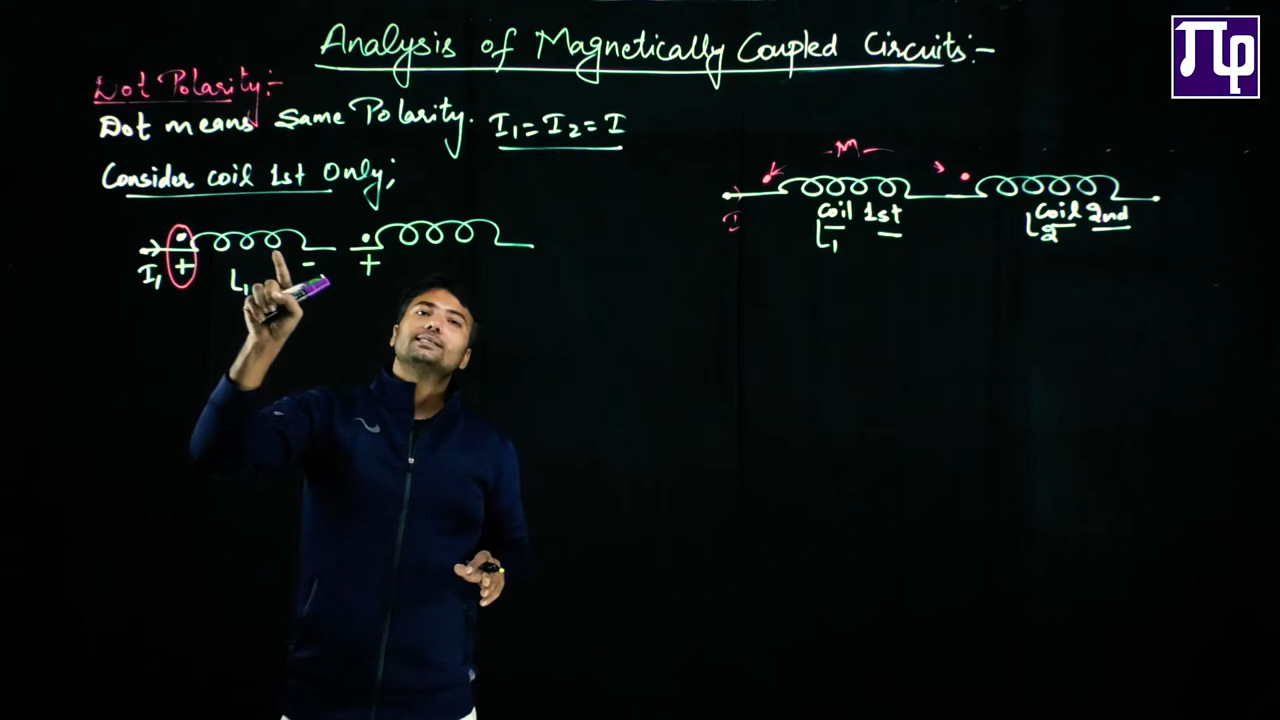 Analysis of Magnetically Coupled Circuits:-
Πφ
Dot Polarity:-
Dot means Same Polarity. I1 = I2 = I
Consider coil 1st Only;
M
I
Coil 1st
L1
Coil 2nd
L2
I1 + L1 - +